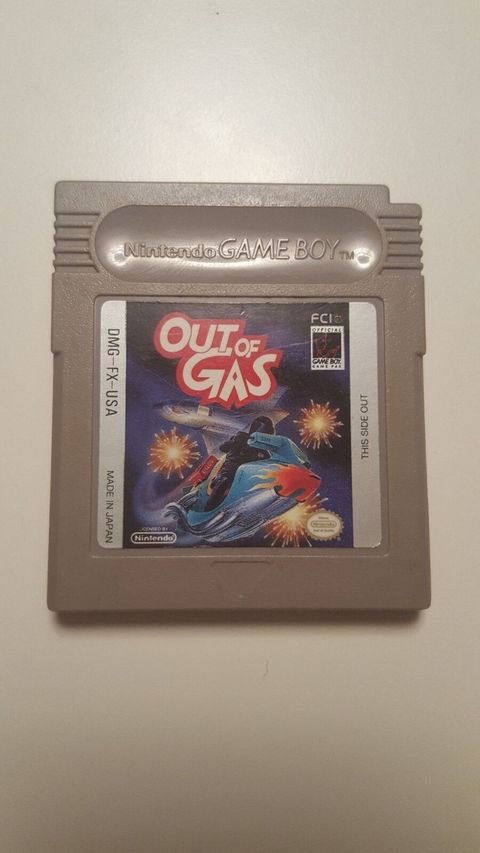 Nintendo GAME BOY TM
DMG-FX-USA
MADE IN JAPAN
OUT OF
GAS
FCI
OFFICIAL
GAME BOY
GAME PAK
THIS SIDE OUT
LICENSED BY
Nintendo
Nintendo